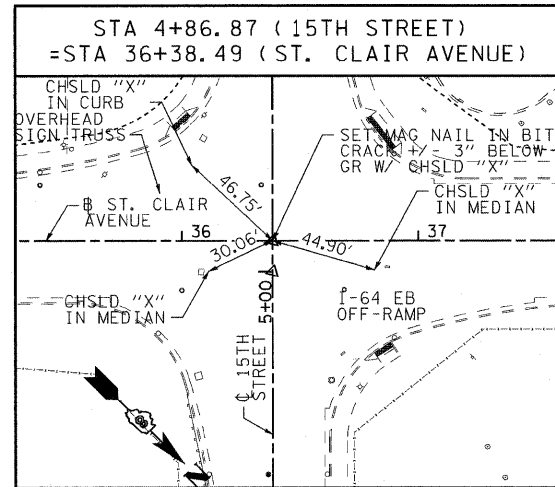 STA 4+86.87 (15TH STREET)
=STA 36+38.49 (ST. CLAIR AVENUE)
CHSLD "X"
IN CURB
OVERHEAD
SIGN TRUSS
SET MAG NAIL IN BIT
CRACK +/- 3" BELOW
GR W/ CHSLD "X"
46.75'
CHSLD "X"
IN MEDIAN
B ST. CLAIR
AVENUE
36
37
30.06'
44.90'
CHSLD "X"
IN MEDIAN
5+00
I-64 EB
OFF-RAMP
℄ 15TH
STREET
N